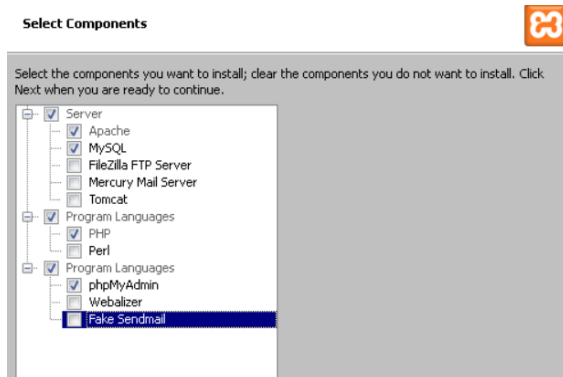 Select Components
Select the components you want to install; clear the components you do not want to install. Click
Next when you are ready to continue.
Server
Apache
MySQL
FileZilla FTP Server
Mercury Mail Server
Tomcat
Program Languages
PHP
Perl
Program Languages
phpMyAdmin
Webalizer
Fake Sendmail